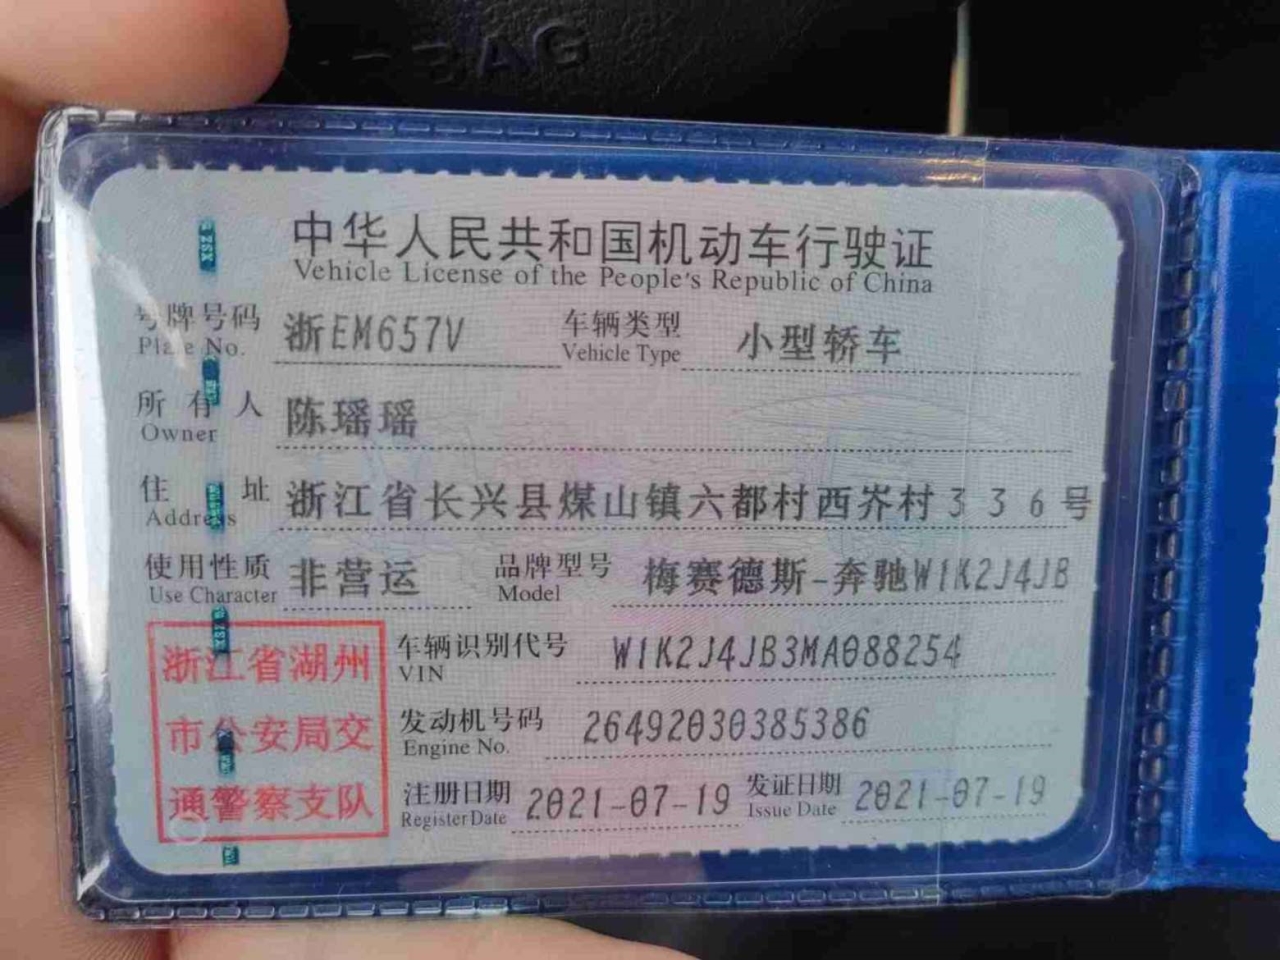 BAG
中华人民共和国机动车行驶证
Vehicle License of the People's Republic of China
号牌号码 浙EM657V 车辆类型 小型轿车
Plate No. Vehicle Type
所有人 陈瑶瑶
Owner
住址 浙江省长兴县煤山镇六都村西岕村336号
Address
使用性质 非营运 品牌型号 梅赛德斯-奔驰W1K2J4JB
Use Character Model
浙江省湖州
市公安局交
通警察支队
车辆识别代号 W1K2J4JB3MA088254
VIN
发动机号码 26492030385386
Engine No.
注册日期 2021-07-19 发证日期 2021-07-19
Register Date Issue Date